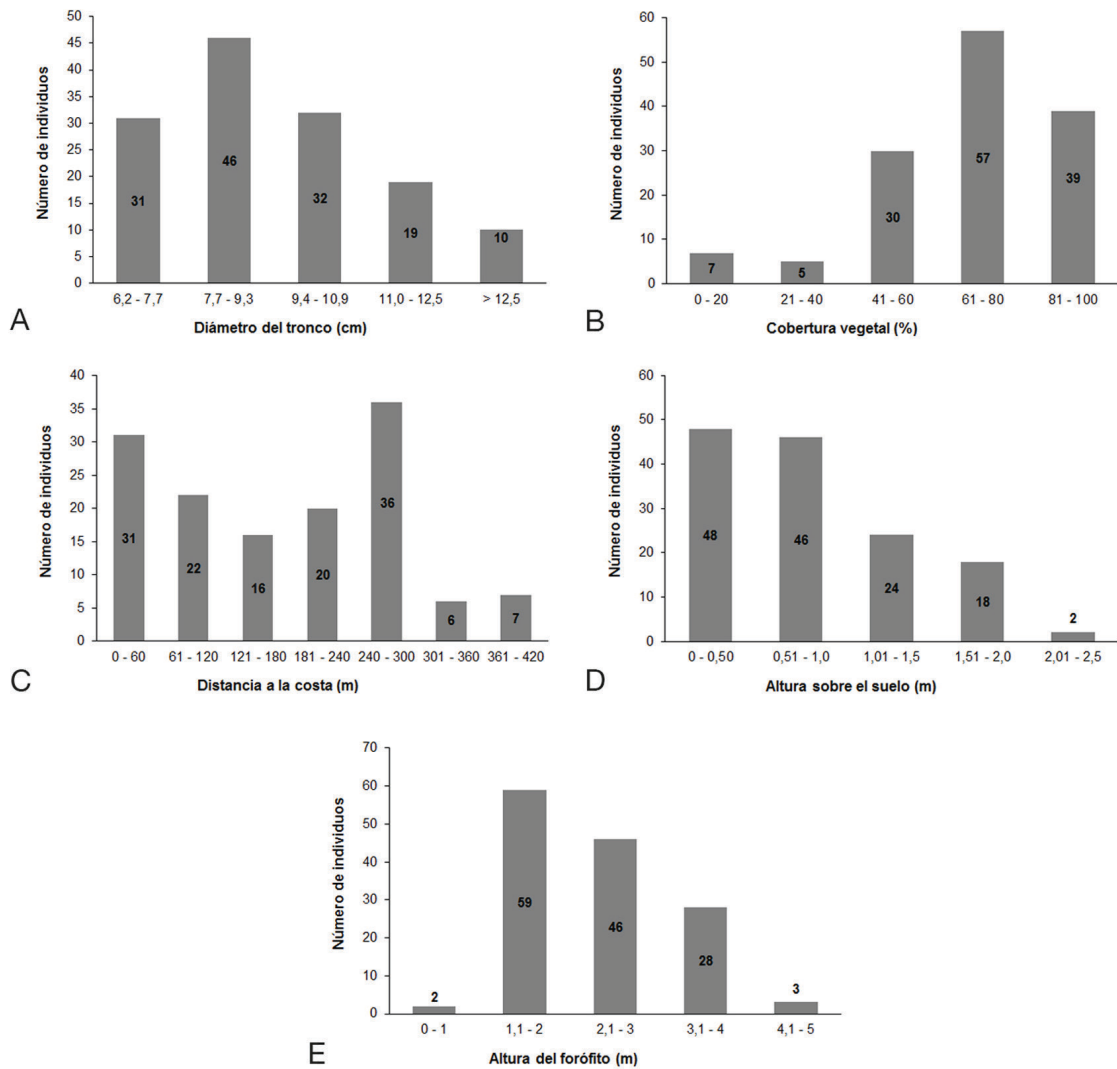 Número de individuos
50
45
40
35
30
25
20
15
10
5
0
31
46
32
19
10
6,2 - 7,7
7,7 - 9,3
9,4 - 10,9
11,0 - 12,5
> 12,5
Diámetro del tronco (cm)
A
Número de individuos
60
50
40
30
20
10
0
7
5
30
57
39
0 - 20
21 - 40
41 - 60
61 - 80
81 - 100
Cobertura vegetal (%)
B
Número de individuos
40
35
30
25
20
15
10
5
0
31
22
16
20
36
6
7
0 - 60
61 - 120
121 - 180
181 - 240
240 - 300
301 - 360
361 - 420
Distancia a la costa (m)
C
Número de individuos
60
50
40
30
20
10
0
48
46
24
18
2
0 - 0,50
0,51 - 1,0
1,01 - 1,5
1,51 - 2,0
2,01 - 2,5
Altura sobre el suelo (m)
D
Número de individuos
70
60
50
40
30
20
10
0
2
59
46
28
3
0 - 1
1,1 - 2
2,1 - 3
3,1 - 4
4,1 - 5
Altura del forófito (m)
E